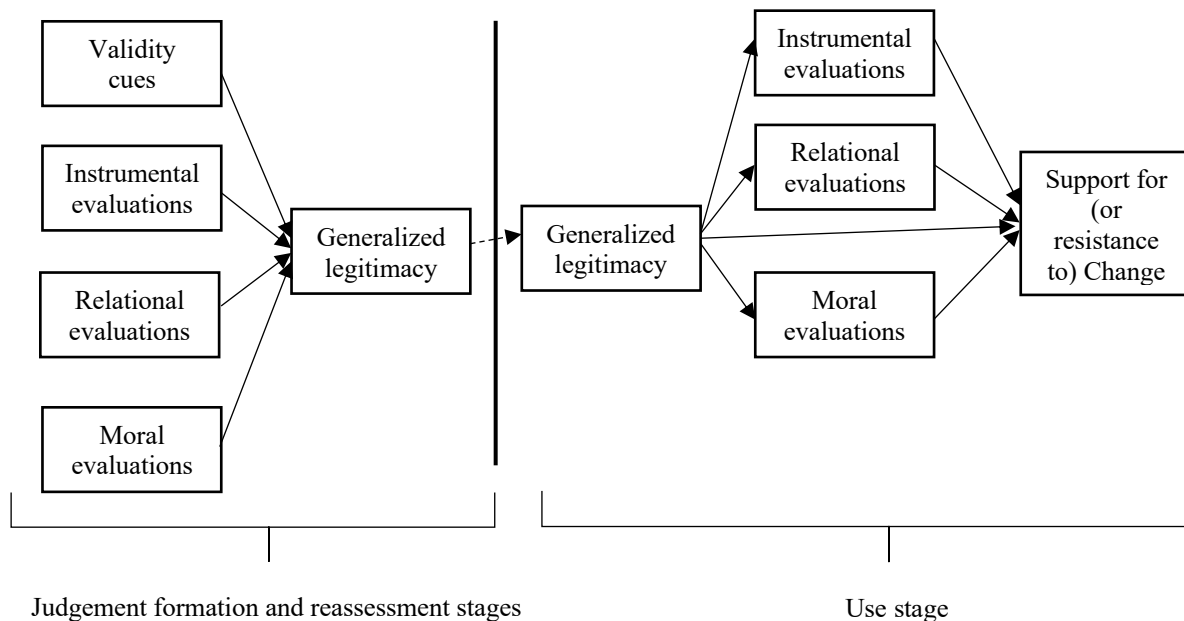 Validity
cues
Instrumental
evaluations
Relational
evaluations
Moral
evaluations
Generalized
legitimacy
Generalized
legitimacy
Instrumental
evaluations
Relational
evaluations
Moral
evaluations
Support for
(or
resistance
to) Change
Judgement formation and reassessment stages
Use stage